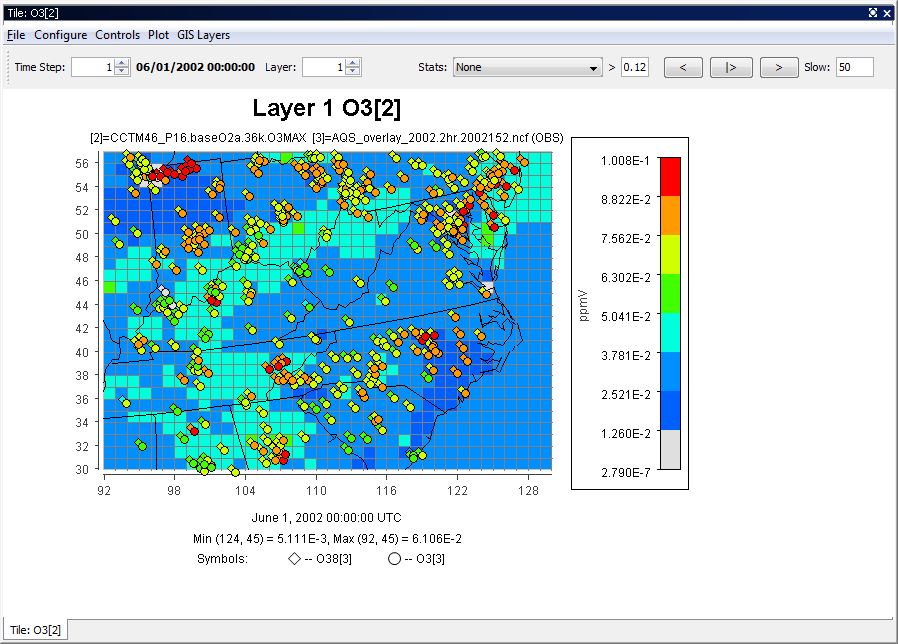 Tile: O3[2]
File Configure Controls Plot GIS Layers
Time Step: 1 06/01/2002 00:00:00 Layer: 1 Stats: None > 0.12 < |> > Slow: 50
Layer 1 O3[2]
[2]=CCTM46_P16.baseO2a.36k.O3MAX [3]=AQS_overlay_2002.2hr.2002152.ncf (OBS)
56
54
52
50
48
46
44
42
40
38
36
34
32
30
92 98 104 110 116 122 128
1.008E-1
8.822E-2
7.562E-2
6.302E-2
5.041E-2
3.781E-2
2.521E-2
1.260E-2
2.790E-7
ppmV
June 1, 2002 00:00:00 UTC
Min (124, 45) = 5.111E-3, Max (92, 45) = 6.106E-2
Symbols: -- O38[3] -- O3[3]
Tile: O3[2]